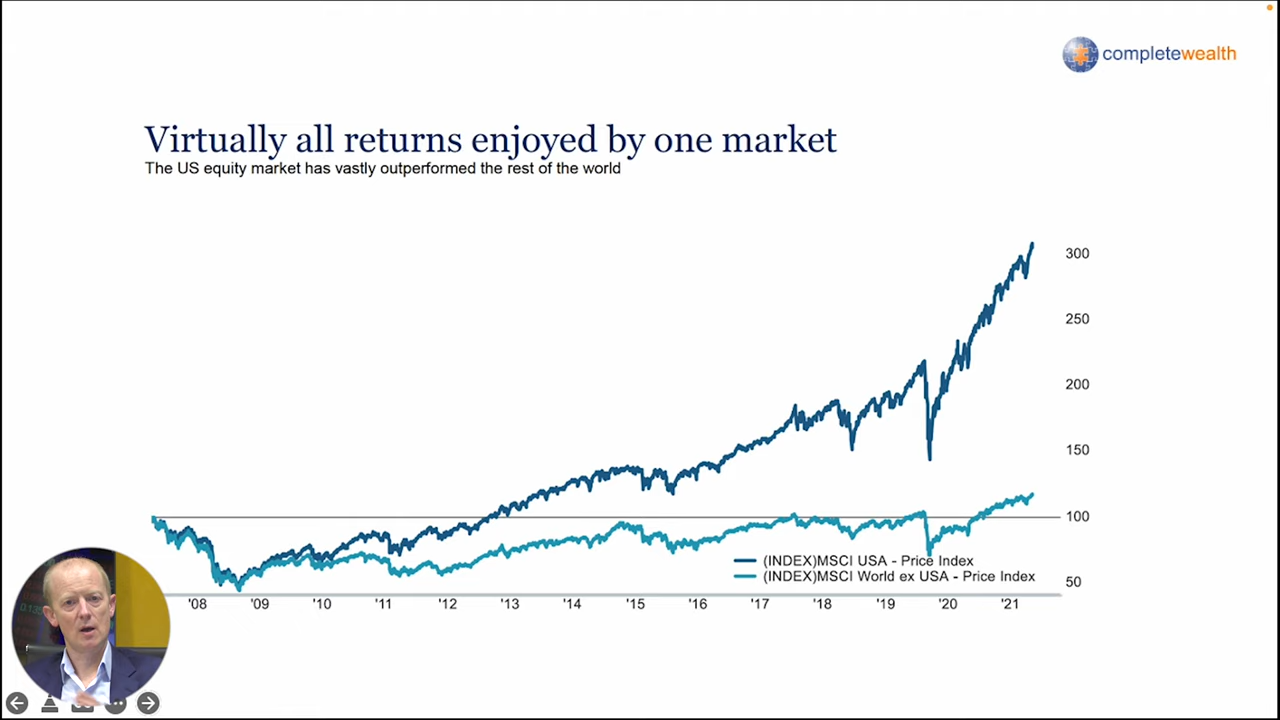 completewealth
Virtually all returns enjoyed by one market
The US equity market has vastly outperformed the rest of the world
300
250
200
150
100
50
(INDEX)MSCI USA - Price Index
(INDEX)MSCI World ex USA - Price Index
'08 '09 '10 '11 '12 '13 '14 '15 '16 '17 '18 '19 '20 '21